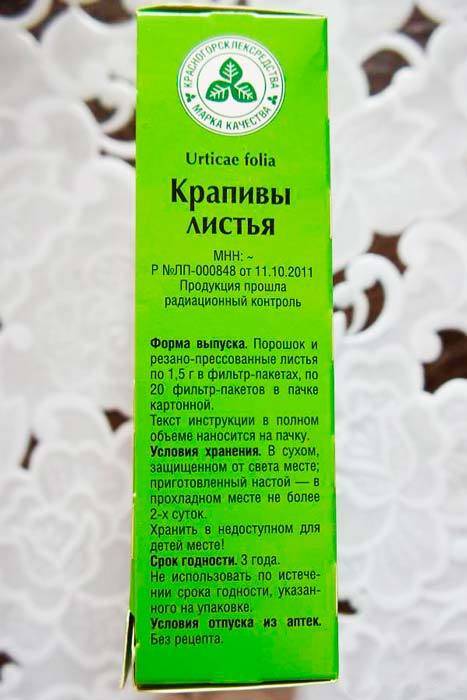 КРАСНОГОРСКЛЕКСРЕДСТВА
МАРКА КАЧЕСТВА
Urticae folia
Крапивы
листья
МНН: ~
Р №ЛП-000848 от 11.10.2011
Продукция прошла
радиационный контроль
Форма выпуска. Порошок и
резано-прессованные листья
по 1,5 г в фильтр-пакетах, по
20 фильтр-пакетов в пачке
картонной.
Текст инструкции в полном
объеме наносится на пачку.
Условия хранения. В сухом,
защищенном от света месте;
приготовленный настой — в
прохладном месте не более
2-х суток.
Хранить в недоступном для
детей месте!
Срок годности. 3 года.
Не использовать по истече-
нии срока годности, указан-
ного на упаковке.
Условия отпуска из аптек.
Без рецепта.